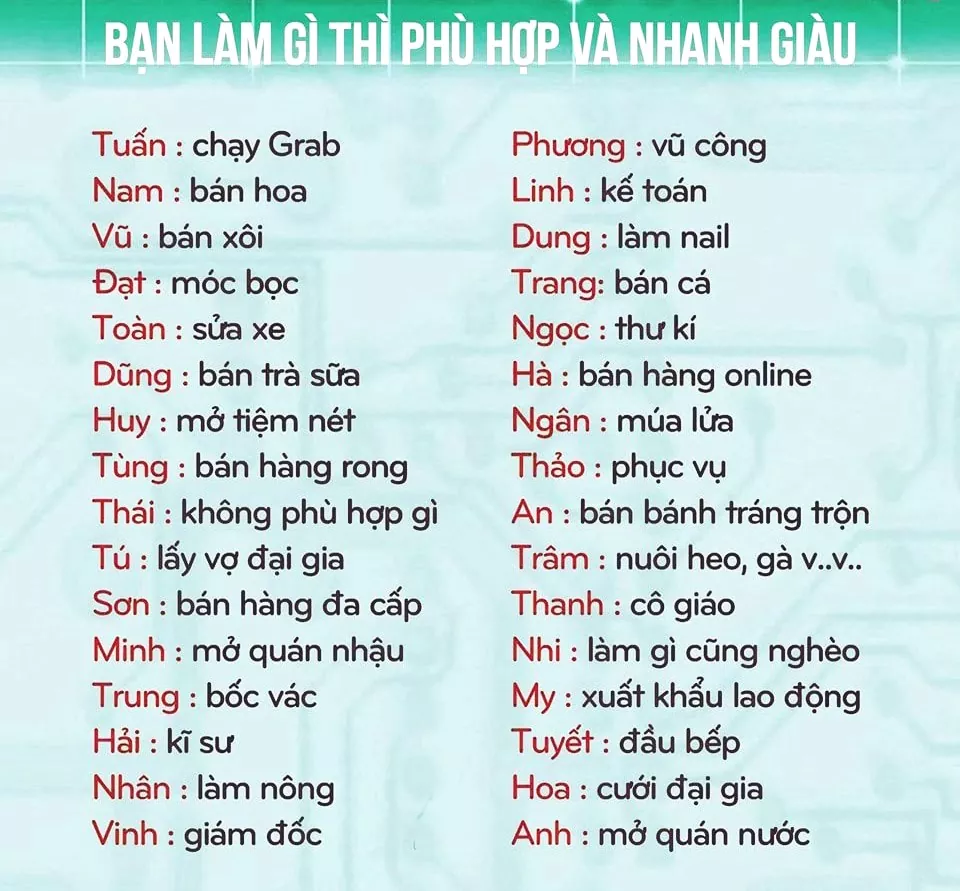 BẠN LÀM GÌ THÌ PHÙ HỢP VÀ NHANH GIÀU
Tuấn : chạy Grab
Nam : bán hoa
Vũ : bán xôi
Đạt : móc bọc
Toàn : sửa xe
Dũng : bán trà sữa
Huy : mở tiệm nét
Tùng : bán hàng rong
Thái : không phù hợp gì
Tú : lấy vợ đại gia
Sơn : bán hàng đa cấp
Minh : mở quán nhậu
Trung : bốc vác
Hải : kĩ sư
Nhân : làm nông
Vinh : giám đốc
Phương : vũ công
Linh : kế toán
Dung : làm nail
Trang: bán cá
Ngọc : thư kí
Hà : bán hàng online
Ngân : múa lửa
Thảo : phục vụ
An : bán bánh tráng trộn
Trâm : nuôi heo, gà v..v..
Thanh : cô giáo
Nhi : làm gì cũng nghèo
My : xuất khẩu lao động
Tuyết : đầu bếp
Hoa : cưới đại gia
Anh : mở quán nước